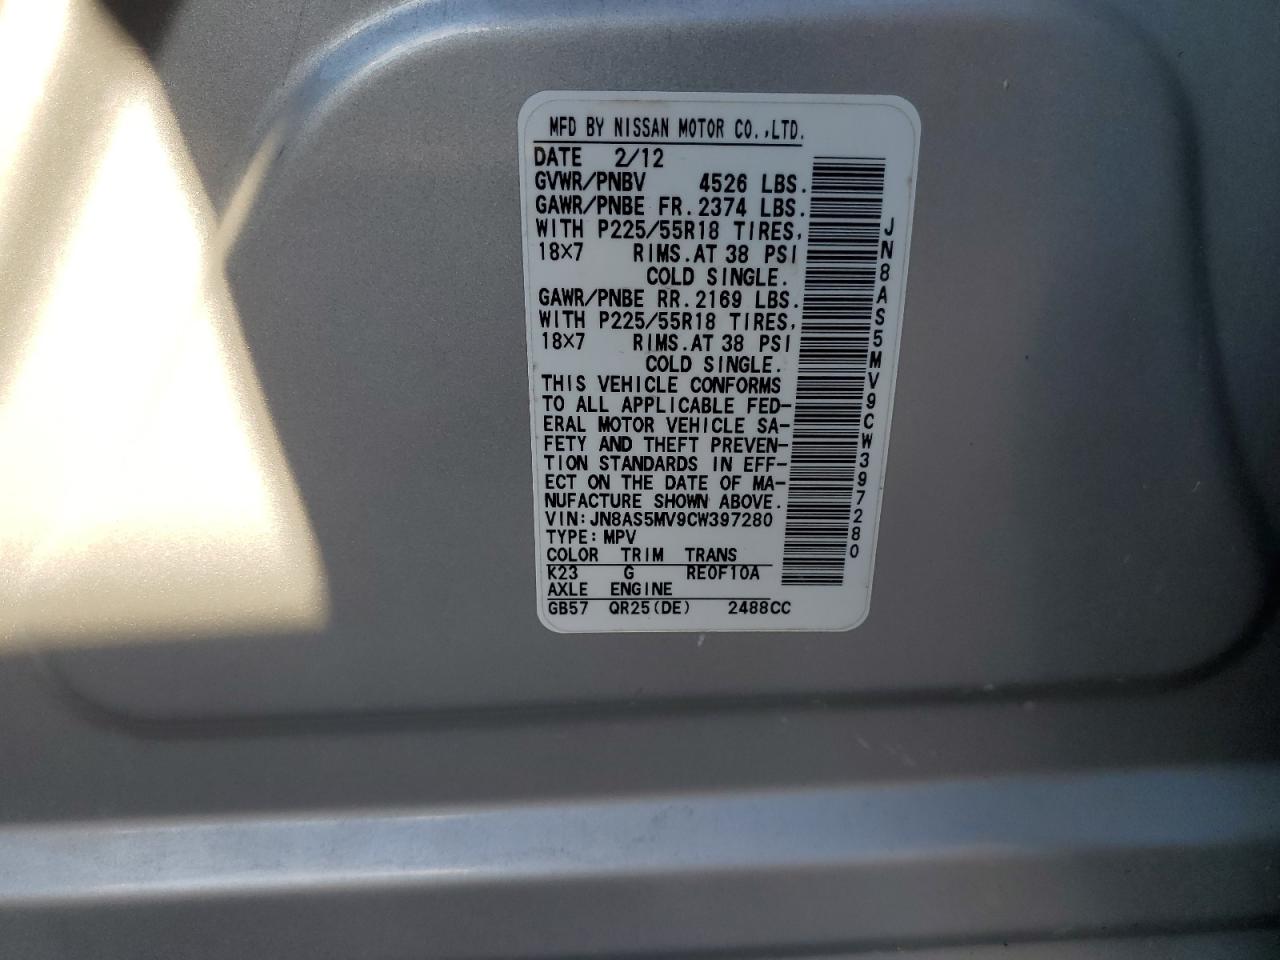 MFD BY NISSAN MOTOR CO.,LTD.
DATE 2/12
GVWR/PNBV 4526 LBS.
GAWR/PNBE FR.2374 LBS.
WITH P225/55R18 TIRES,
18×7 RIMS.AT 38 PSI
COLD SINGLE.
GAWR/PNBE RR.2169 LBS.
WITH P225/55R18 TIRES,
18×7 RIMS.AT 38 PSI
COLD SINGLE.
THIS VEHICLE CONFORMS
TO ALL APPLICABLE FED-
ERAL MOTOR VEHICLE SA-
FETY AND THEFT PREVEN-
TION STANDARDS IN EFF-
ECT ON THE DATE OF MA-
NUFACTURE SHOWN ABOVE.
VIN:JN8AS5MV9CW397280
TYPE:MPV
COLOR TRIM TRANS
K23 G RE0F10A
AXLE ENGINE
GB57 QR25(DE) 2488CC
JN8AS5MV9CW397280